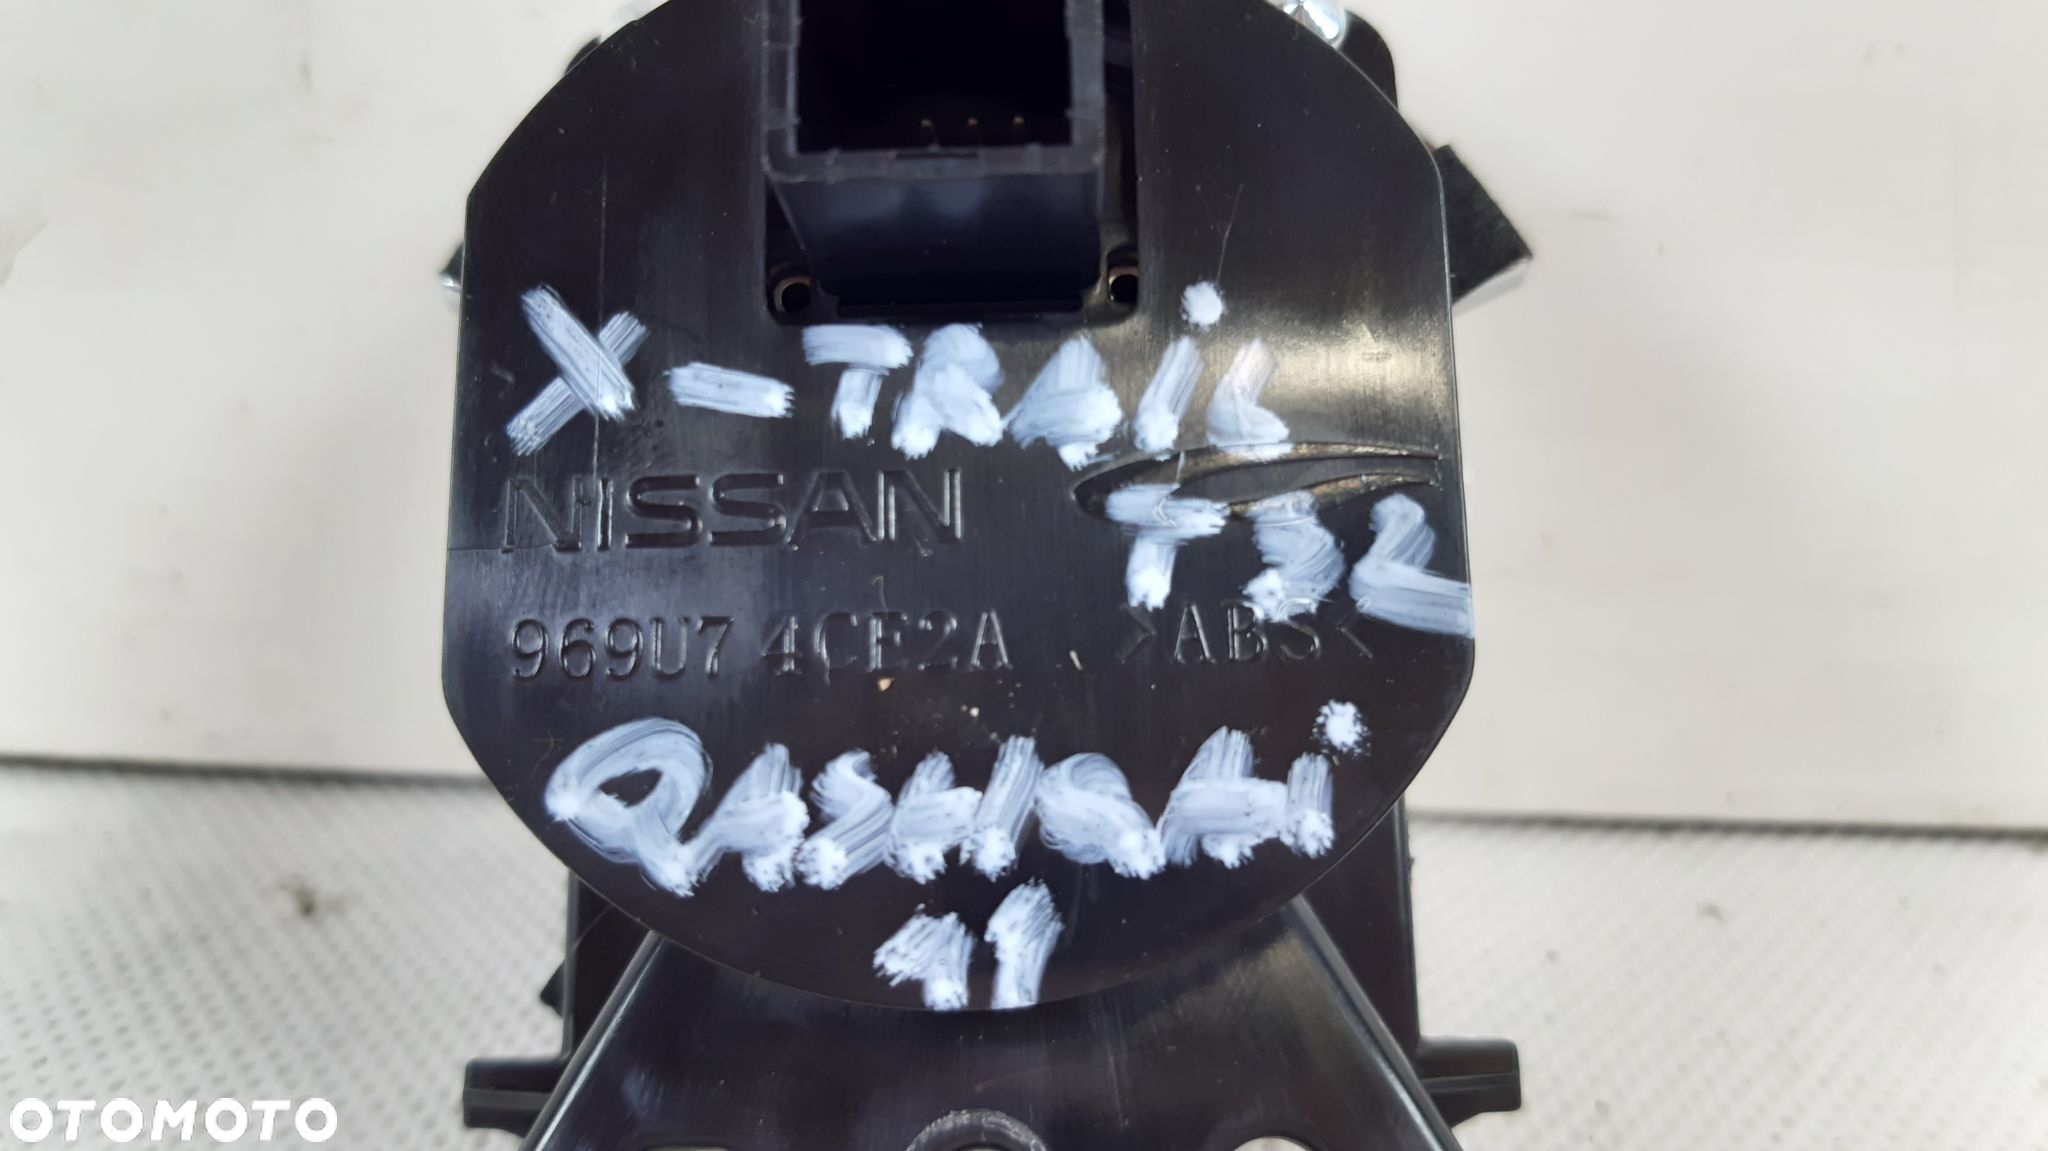 X-TRAiL
NISSAN
T32
969U7 4CE2A >ABS<
QASHQAi
11
OTOMOTO